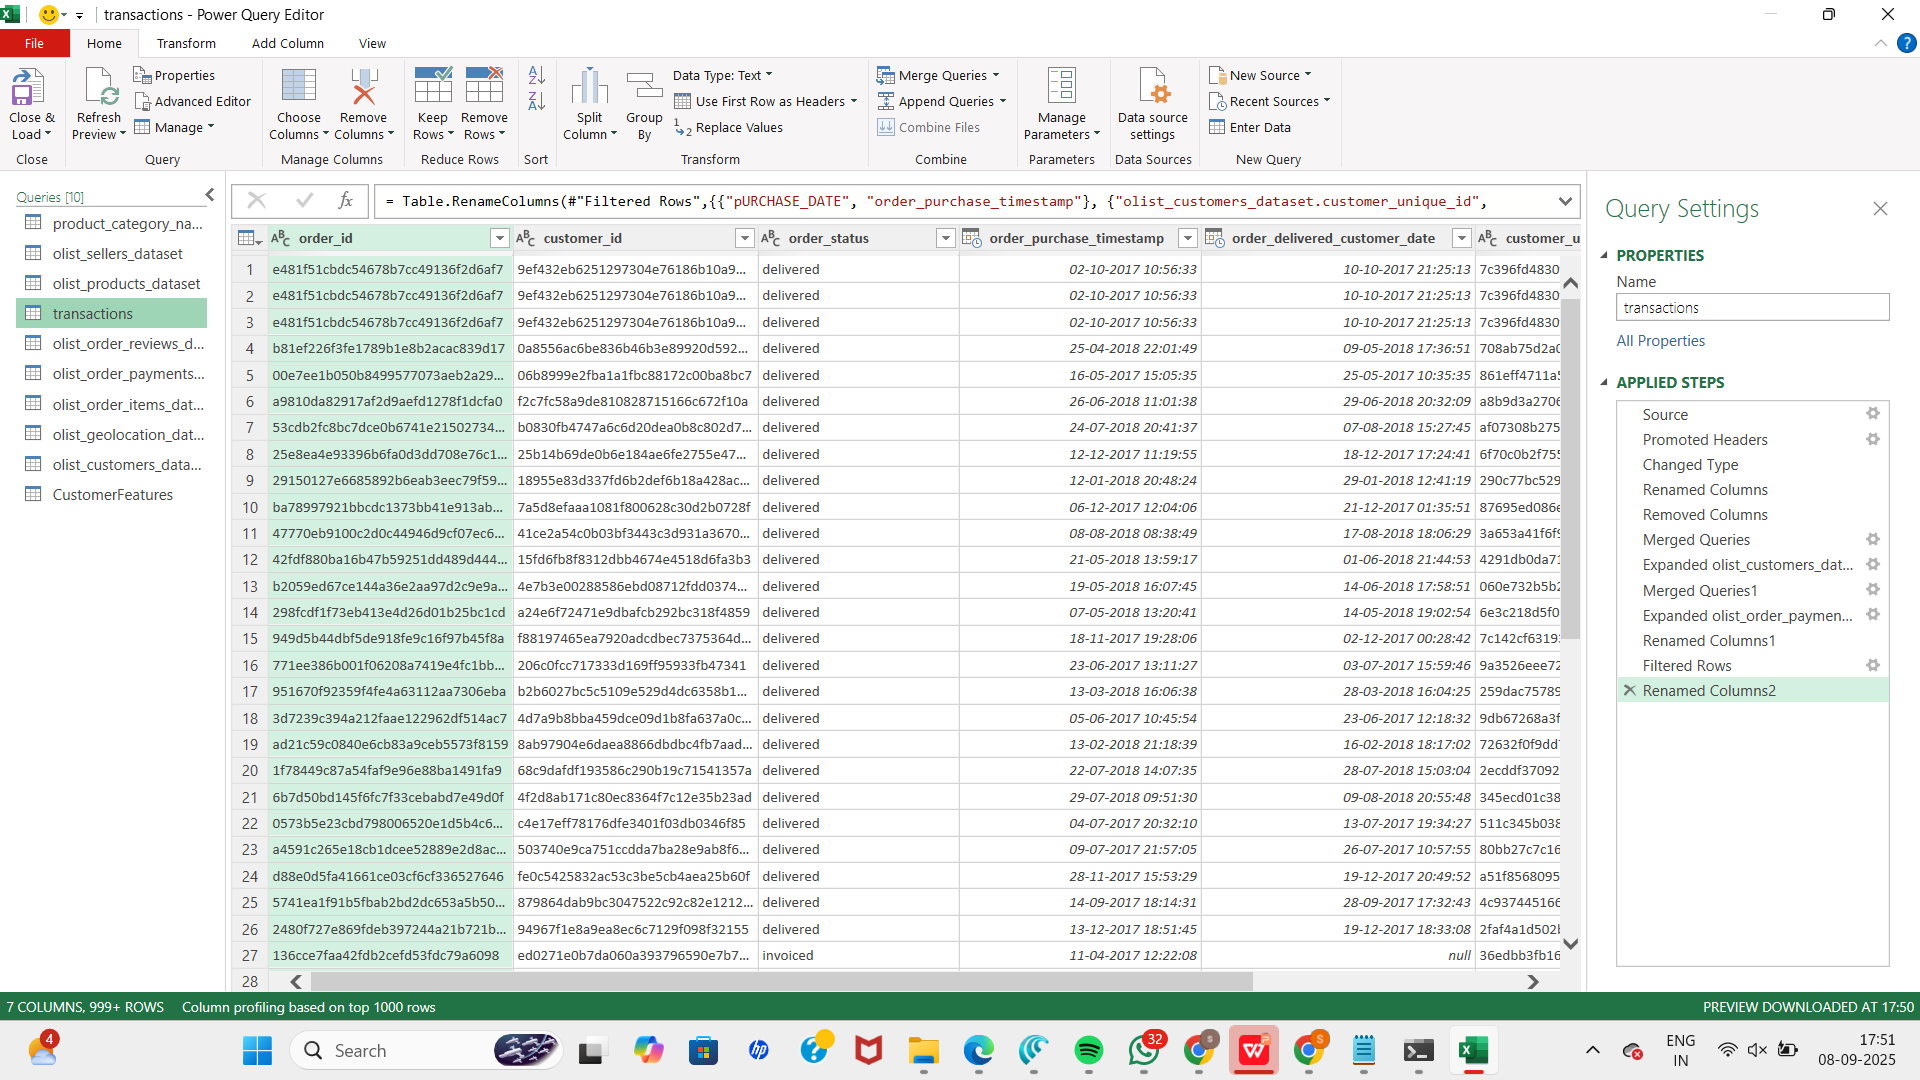 transactions - Power Query Editor
File
Home
Transform
Add Column
View
Close & Load
Refresh Preview
Properties
Advanced Editor
Manage
Choose Columns
Remove Columns
Keep Rows
Remove Rows
Split Column
Group By
Data Type: Text
Use First Row as Headers
Replace Values
Merge Queries
Append Queries
Combine Files
Manage Parameters
Data source settings
New Source
Recent Sources
Enter Data
Close
Query
Manage Columns
Reduce Rows
Sort
Transform
Combine
Parameters
Data Sources
New Query
Queries [10]
product_category_na...
olist_sellers_dataset
olist_products_dataset
transactions
olist_order_reviews_d...
olist_order_payments...
olist_order_items_dat...
olist_geolocation_dat...
olist_customers_data...
CustomerFeatures
fx
= Table.RenameColumns(#"Filtered Rows",{{"pURCHASE_DATE", "order_purchase_timestamp"}, {"olist_customers_dataset.customer_unique_id",
order_id customer_id order_status order_purchase_timestamp order_delivered_customer_date customer_u
1 e481f51cbdc54678b7cc49136f2d6af7 9ef432eb6251297304e76186b10a9... delivered 02-10-2017 10:56:33 10-10-2017 21:25:13 7c396fd4830
2 e481f51cbdc54678b7cc49136f2d6af7 9ef432eb6251297304e76186b10a9... delivered 02-10-2017 10:56:33 10-10-2017 21:25:13 7c396fd4830
3 e481f51cbdc54678b7cc49136f2d6af7 9ef432eb6251297304e76186b10a9... delivered 02-10-2017 10:56:33 10-10-2017 21:25:13 7c396fd4830
4 b81ef226f3fe1789b1e8b2acac839d17 0a8556ac6be836b46b3e89920d592... delivered 25-04-2018 22:01:49 09-05-2018 17:36:51 708ab75d2a0
5 00e7ee1b050b8499577073aeb2a29... 06b8999e2fba1a1fbc88172c00ba8bc7 delivered 16-05-2017 15:05:35 25-05-2017 10:35:35 861eff4711a5
6 a9810da82917af2d9aefd1278f1dcfa0 f2c7fc58a9de810828715166c672f10a delivered 26-06-2018 11:01:38 29-06-2018 20:32:09 a8b9d3a2706
7 53cdb2fc8bc7dce0b6741e21502734... b0830fb4747a6c6d20dea0b8c802d7... delivered 24-07-2018 20:41:37 07-08-2018 15:27:45 af07308b275
8 25e8ea4e93396b6fa0d3dd708e76c1... 25b14b69de0b6e184ae6fe2755e47... delivered 12-12-2017 11:19:55 18-12-2017 17:24:41 6f70c0b2f755
9 29150127e6685892b6eab3eec79f59... 18955e83d337fd6b2def6b18a428ac... delivered 12-01-2018 20:48:24 29-01-2018 12:41:19 290c77bc529
10 ba78997921bbcdc1373bb41e913ab... 7a5d8efaaa1081f800628c30d2b0728f delivered 06-12-2017 12:04:06 21-12-2017 01:35:51 87695ed086e
11 47770eb9100c2d0c44946d9cf07ec6... 41ce2a54c0b03bf3443c3d931a3670... delivered 08-08-2018 08:38:49 17-08-2018 18:06:29 3a653a41f6f9
12 42fdf880ba16b47b59251dd489d444... 15fd6fb8f8312dbb4674e4518d6fa3b3 delivered 21-05-2018 13:59:17 01-06-2018 21:44:53 4291db0da71
13 b2059ed67ce144a36e2aa97d2c9e9a... 4e7b3e00288586ebd08712fdd0374... delivered 19-05-2018 16:07:45 14-06-2018 17:58:51 060e732b5b2
14 298fcdf1f73eb413e4d26d01b25bc1cd a24e6f72471e9dbafcb292bc318f4859 delivered 07-05-2018 13:20:41 14-05-2018 19:02:54 6e3c218d5f0
15 949d5b44dbf5de918fe9c16f97b45f8a f88197465ea7920adcdbec7375364d... delivered 18-11-2017 19:28:06 02-12-2017 00:28:42 7c142cf6319
16 771ee386b001f06208a7419e4fc1bb... 206c0fcc717333d169ff95933fb47341 delivered 23-06-2017 13:11:27 03-07-2017 15:59:46 9a3526eee72
17 951670f92359f4fe4a63112aa7306eba b2b6027bc5c5109e529d4dc6358b1... delivered 13-03-2017 16:06:38 28-03-2017 16:04:25 259dac75789
18 3d7239c394a212faae122962df514ac7 4d7a9b8bba459dce09d1b8fa637a0c... delivered 05-06-2017 10:45:54 23-06-2017 12:18:32 9db67268a3f
19 ad21c59c0840e6cb83a9ceb5573f8159 8ab97904e6daea8866dbdbc4fb7aad... delivered 13-02-2018 21:18:39 16-02-2018 18:17:02 72632f0f9dd
20 1f78449c87a54faf9e96e88ba1491fa9 68c9dafdf193586c290b19c71541357a delivered 22-07-2018 14:07:35 28-07-2018 15:03:04 2ecddf37092
21 6b7d50bd145f6fc7f33cebabd7e49d0f 4f2d8ab171c80ec8364f7c12e35b23ad delivered 29-07-2018 09:51:30 09-08-2018 20:55:48 345ecd01c38
22 0573b5e23cbd798006520e1d5b4c6... c4e17eff78176dfe3401f03db0346f85 delivered 04-07-2017 20:32:10 13-07-2017 19:34:27 511c345b038
23 a4591c265e18cb1dcee52889e2d8ac... 503740e9ca751ccdda7ba28e9ab8f6... delivered 09-07-2017 21:57:05 26-07-2017 10:57:55 80bb27c7c16
24 d88e0d5fa41661ce03cf6cf336527646 fe0c5425832ac53c3be5cb4aea25b60f delivered 28-11-2017 15:53:29 19-12-2017 20:49:52 a51f8568095
25 5741ea1f91b5fbab2bd2dc653a5b50... 879864dab9bc3047522c92c82e1212... delivered 14-09-2017 18:14:31 28-09-2017 17:32:43 4c937445166
26 2480f727e869fdeb397244a21b721b... 94967f1e8a9ea8ec6c7129f098f32155 delivered 13-12-2017 18:51:45 19-12-2017 18:33:08 2faf4a1d502b
27 136cce7faa42fdb2cefd53fdc79a6098 ed0271e0b7da060a393796590e7b7... invoiced 11-04-2017 12:22:08 null 36edbb3fb16
28
Query Settings
PROPERTIES
Name
transactions
All Properties
APPLIED STEPS
Source
Promoted Headers
Changed Type
Renamed Columns
Removed Columns
Merged Queries
Expanded olist_customers_dat...
Merged Queries1
Expanded olist_order_paymen...
Renamed Columns1
Filtered Rows
Renamed Columns2
7 COLUMNS, 999+ ROWS
Column profiling based on top 1000 rows
PREVIEW DOWNLOADED AT 17:50
4
Search
32
ENG
IN
17:51
08-09-2025